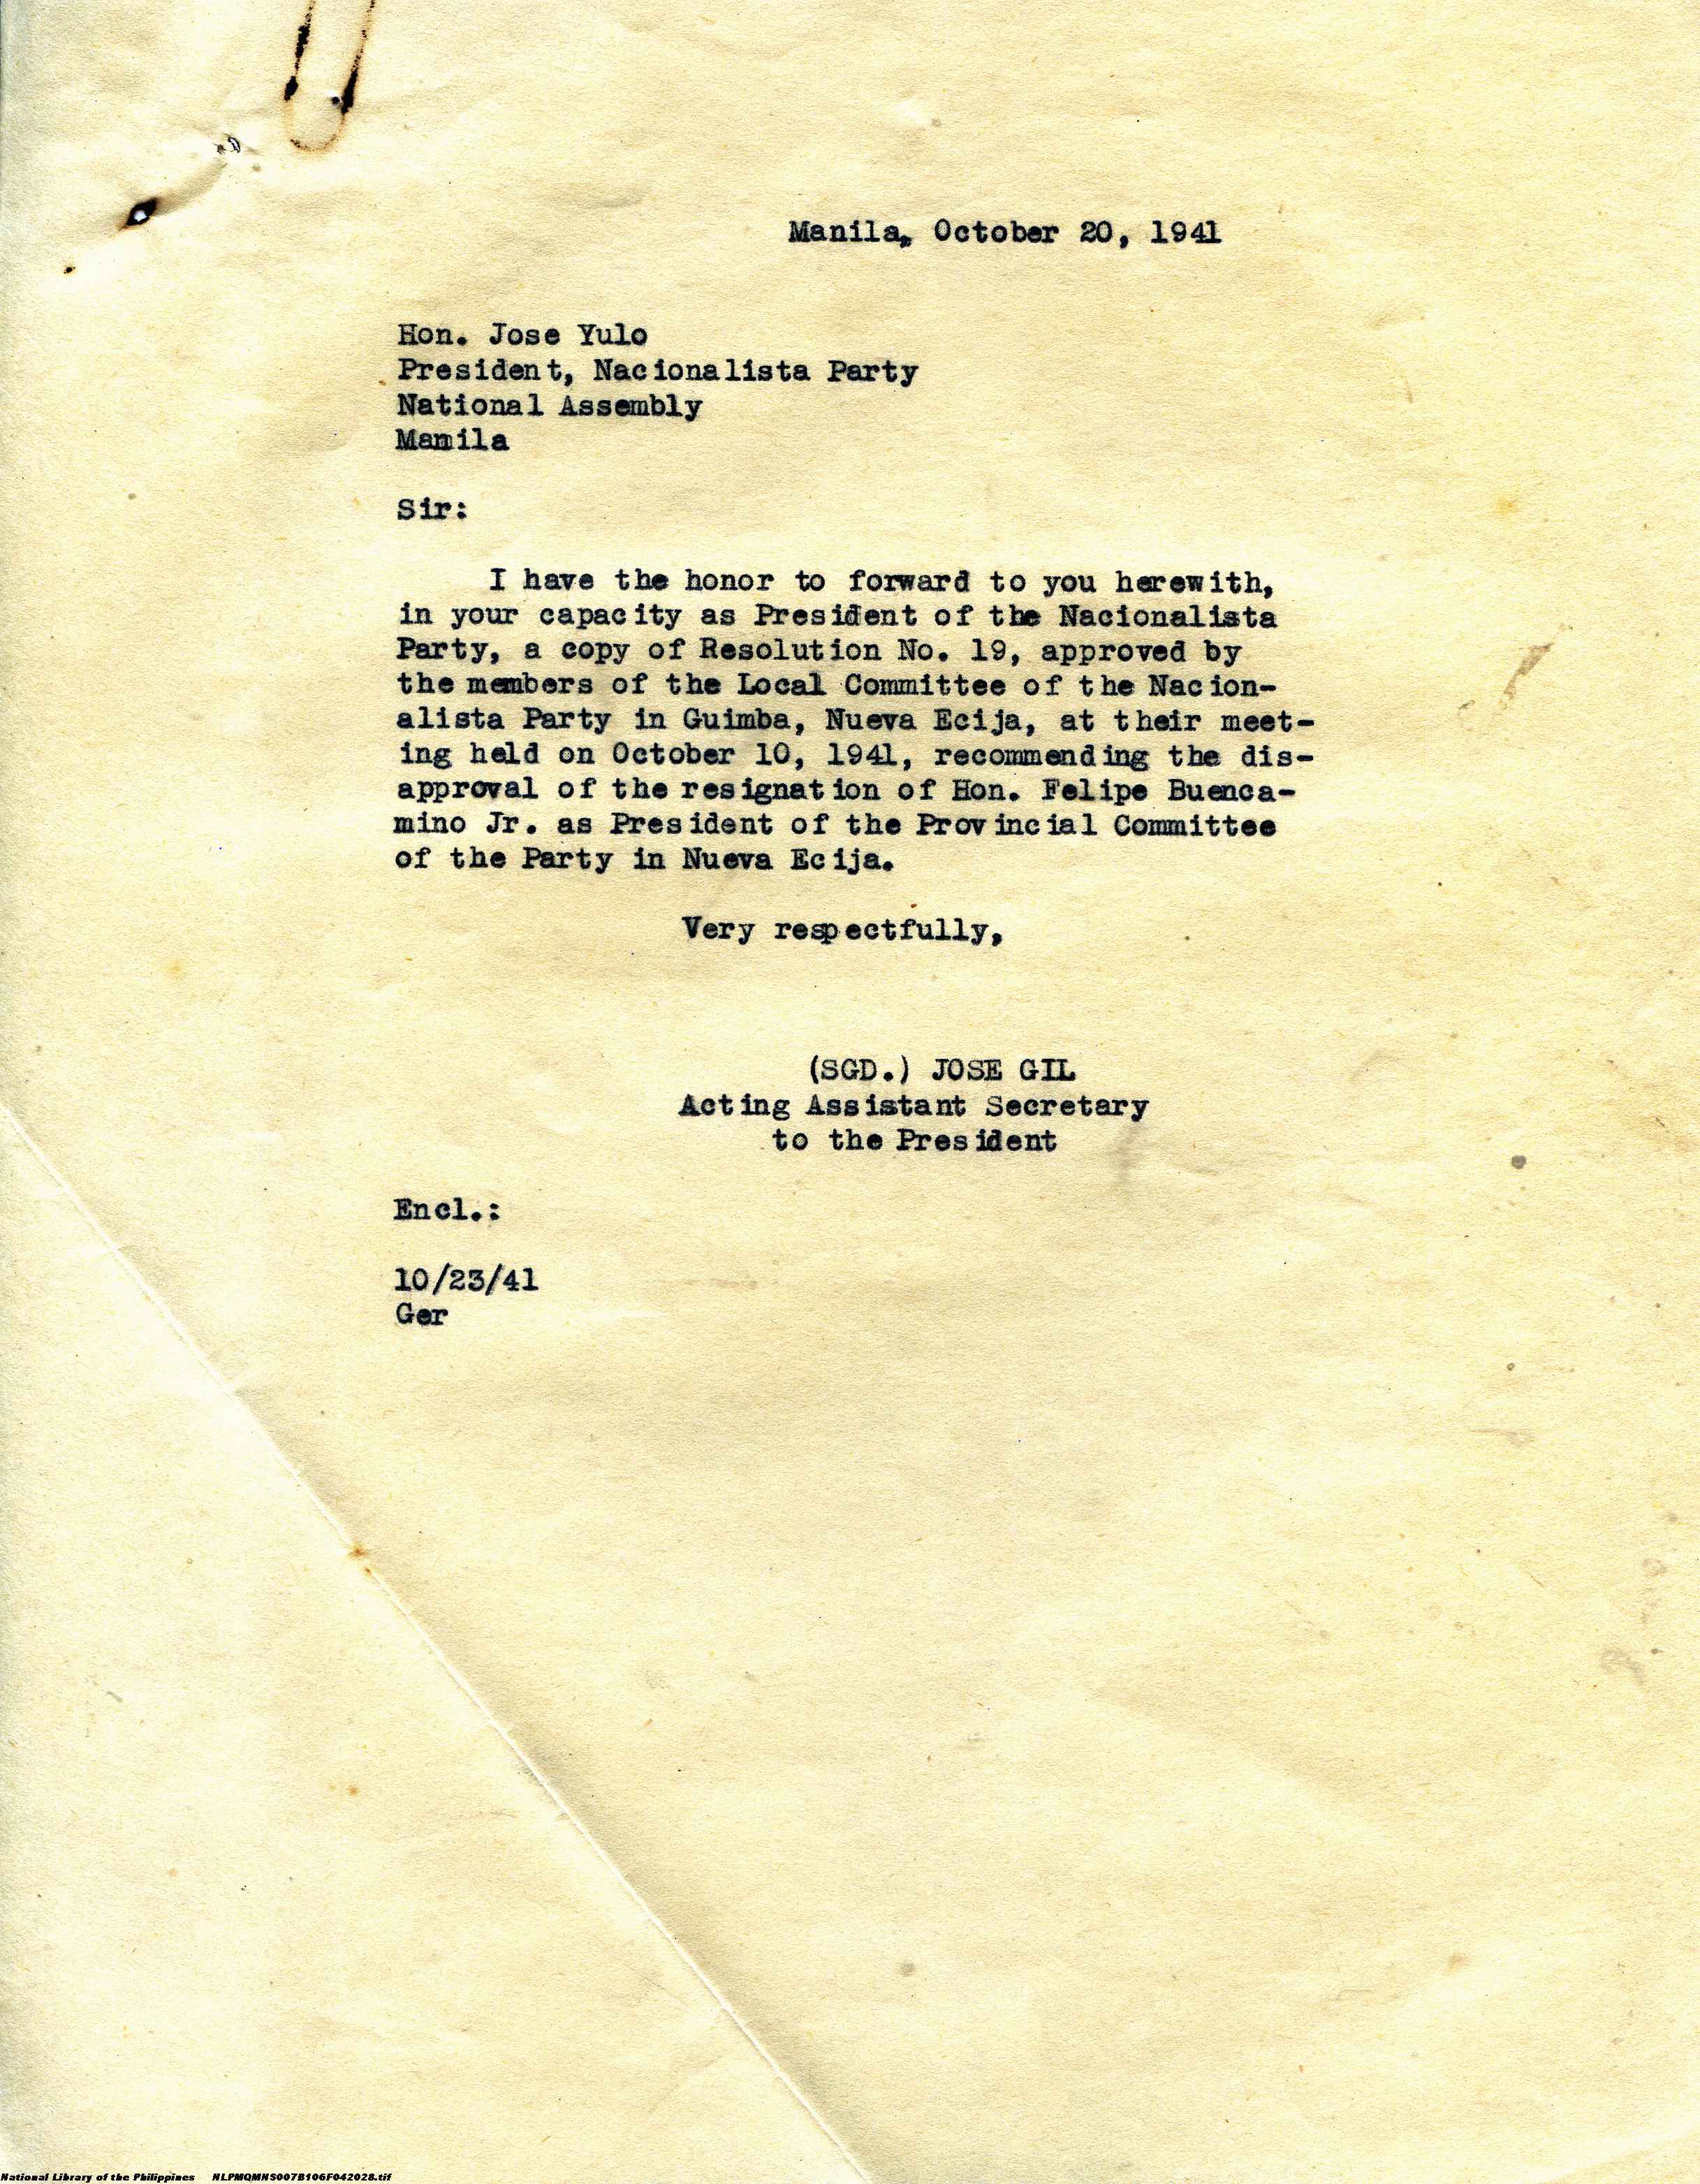 Manila, October 20, 1941
Hon. Jose Yulo
President, Nacionalista Party
National Assembly
Manila
Sir:
I have the honor to forward to you herewith,
in your capacity as President of the Nacionalista
Party, a copy of Resolution No. 19, approved by
the members of the Local Committee of the Nacion-
alista Party in Guimba, Nueva Ecija, at their meet-
ing held on October 10, 1941, recommending the dis-
approval of the resignation of Hon. Felipe Buenca-
mino Jr. as President of the Provincial Committee
of the Party in Nueva Ecija.
Very respectfully,
(SGD.) JOSE GIL
Acting Assistant Secretary
to the President
Encl.:
10/23/41
Ger
National Library of the Philippines NLPMQMNS007B106F042028.tif